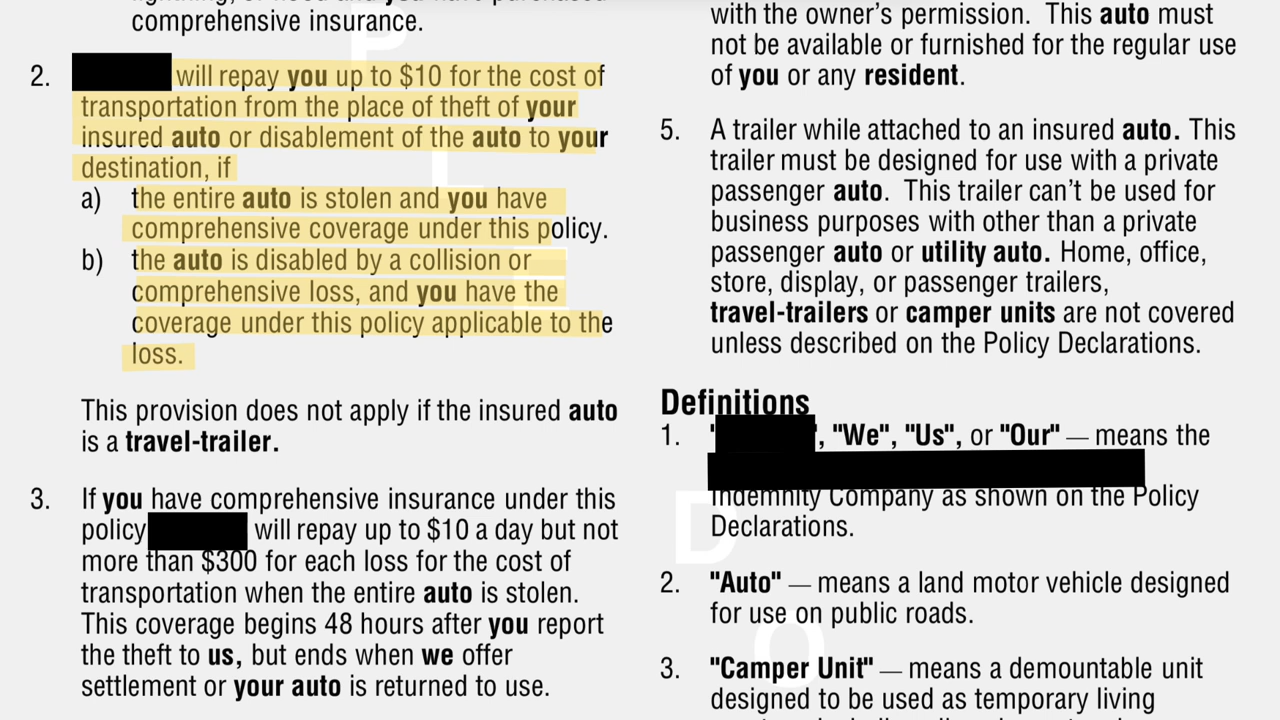 comprehensive insurance.
2. will repay you up to $10 for the cost of
transportation from the place of theft of your
insured auto or disablement of the auto to your
destination, if
a) the entire auto is stolen and you have
comprehensive coverage under this policy.
b) the auto is disabled by a collision or
comprehensive loss, and you have the
coverage under this policy applicable to the
loss.
This provision does not apply if the insured auto
is a travel-trailer.
3. If you have comprehensive insurance under this
policy will repay up to $10 a day but not
more than $300 for each loss for the cost of
transportation when the entire auto is stolen.
This coverage begins 48 hours after you report
the theft to us, but ends when we offer
settlement or your auto is returned to use.
with the owner's permission. This auto must
not be available or furnished for the regular use
of you or any resident.
5. A trailer while attached to an insured auto. This
trailer must be designed for use with a private
passenger auto. This trailer can't be used for
business purposes with other than a private
passenger auto or utility auto. Home, office,
store, display, or passenger trailers,
travel-trailers or camper units are not covered
unless described on the Policy Declarations.
Definitions
1. ", "We", "Us", or "Our" — means the
Indemnity Company as shown on the Policy
Declarations.
2. "Auto" — means a land motor vehicle designed
for use on public roads.
3. "Camper Unit" — means a demountable unit
designed to be used as temporary living